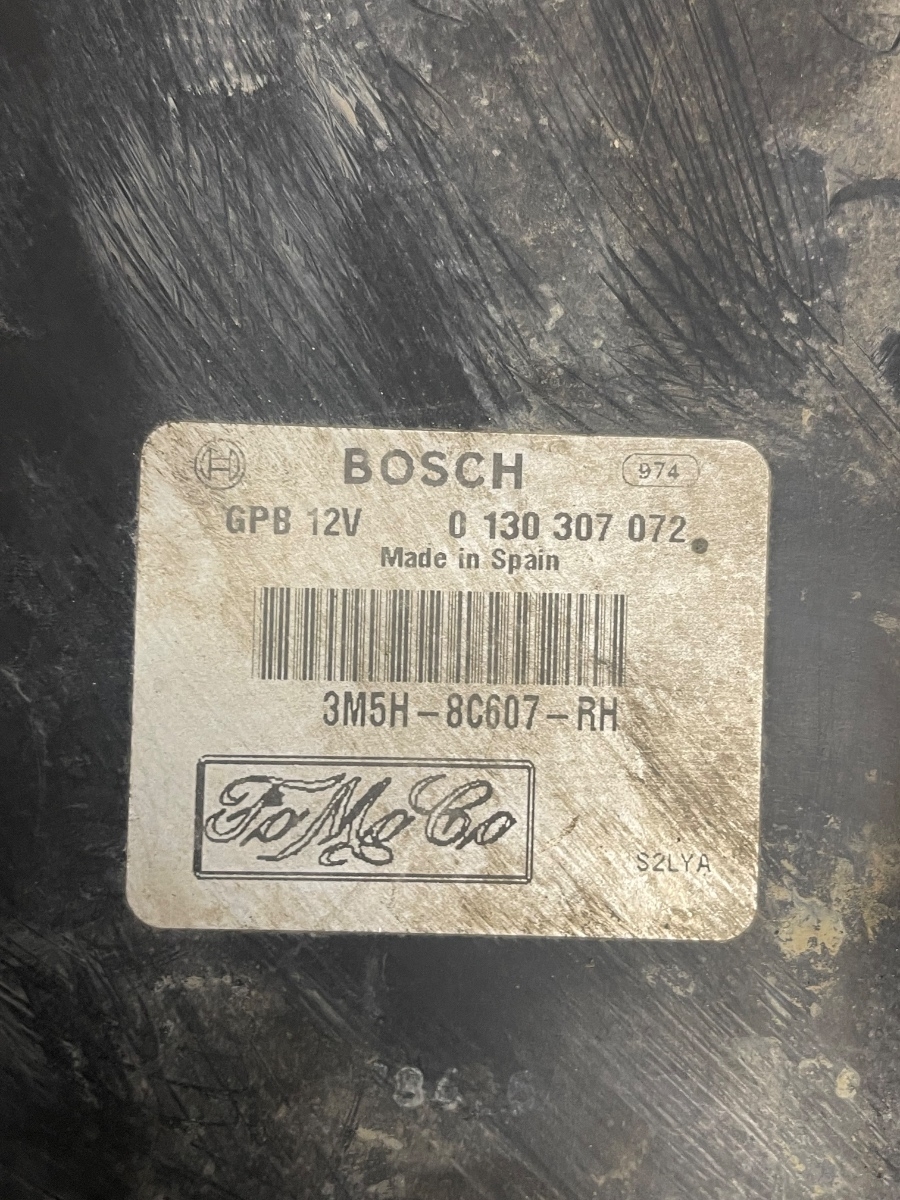 BOSCH
974
GPB 12V 0 130 307 072
Made in Spain
3M5H-8C607-RH
FoMoCo
S2LYA